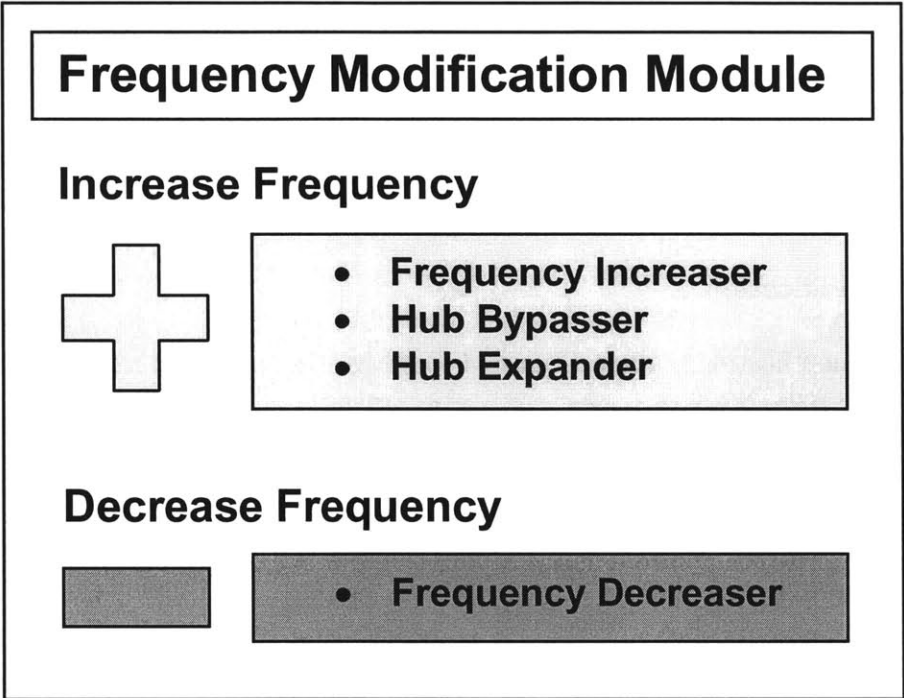 Frequency Modification Module
Increase Frequency
• Frequency Increaser
• Hub Bypasser
• Hub Expander
Decrease Frequency
• Frequency Decreaser